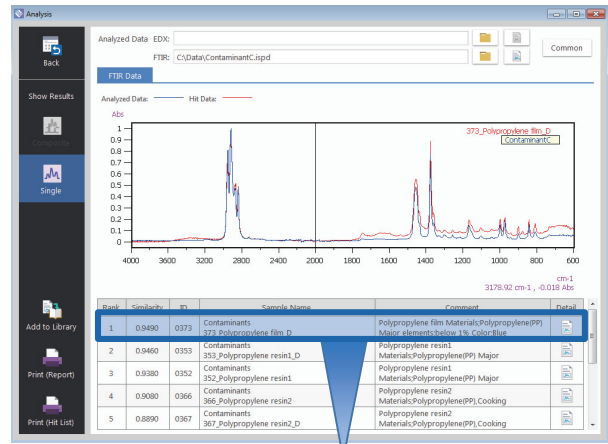 Analysis
Back
Show Results
Composite
Single
Add to Library
Print (Report)
Print (Hit List)
Analyzed Data EDX:
FTIR: C:\Data\ContaminantC.ispd
Common
FTIR Data
Analyzed Data: Hit Data:
Abs
373_Polypropylene film_D
ContaminantC
1
0.9
0.8
0.7
0.6
0.5
0.4
0.3
0.2
0.1
0
4000 3600 3200 2800 2400 2000 1800 1600 1400 1200 1000 800 600
cm-1
3178.92 cm-1 , -0.018 Abs
Rank Similarity ID Sample Name Comment Detail
1 0.9490 0373 Contaminants Polypropylene film Materials;Polypropylene(PP)
373_Polypropylene film_D Major elements;below 1% Color:Blue
2 0.9460 0353 Contaminants Polypropylene resin1
353_Polypropylene resin1_D Materials;Polypropylene(PP) Major
3 0.9380 0352 Contaminants Polypropylene resin1
352_Polypropylene resin1 Materials;Polypropylene(PP) Major
4 0.9080 0366 Contaminants Polypropylene resin2
366_Polypropylene resin2 Materials;Polypropylene(PP),Cooking
5 0.8890 0367 Contaminants Polypropylene resin2
367_Polypropylene resin2_D Materials;Polypropylene(PP),Cooking